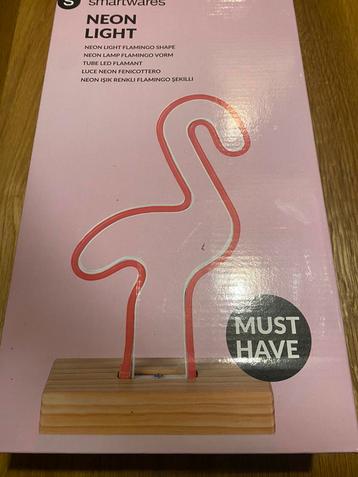 S smartwares
NEON
LIGHT
NEON LIGHT FLAMINGO SHAPE
NEON LAMP FLAMINGO VORM
TUBE LED FLAMANT
LUCE NEON FENICOTTERO
NEON IŞIK RENKLI FLAMINGO ŞEKILLI
MUST
HAVE